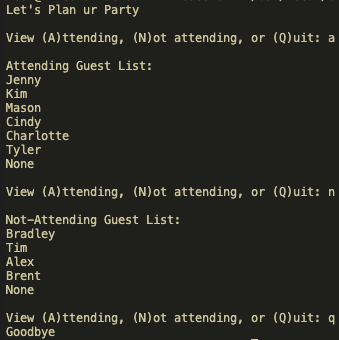 Let's Plan ur Party
View (A)ttending, (N)ot attending, or (Q)uit: a
Attending Guest List:
Jenny
Kim
Mason
Cindy
Charlotte
Tyler
None
View (A)ttending, (N)ot attending, or (Q)uit: n
Not-Attending Guest List:
Bradley
Tim
Alex
Brent
None
View (A)ttending, (N)ot attending, or (Q)uit: q
Goodbye